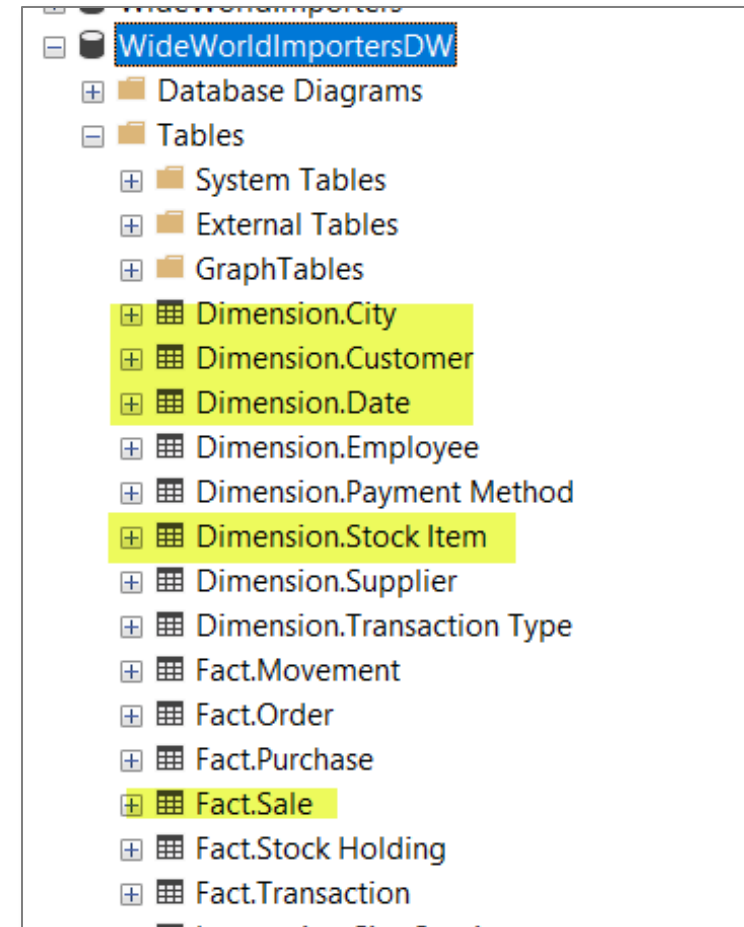 WideWorldImporters
WideWorldImportersDW
Database Diagrams
Tables
System Tables
External Tables
GraphTables
Dimension.City
Dimension.Customer
Dimension.Date
Dimension.Employee
Dimension.Payment Method
Dimension.Stock Item
Dimension.Supplier
Dimension.Transaction Type
Fact.Movement
Fact.Order
Fact.Purchase
Fact.Sale
Fact.Stock Holding
Fact.Transaction